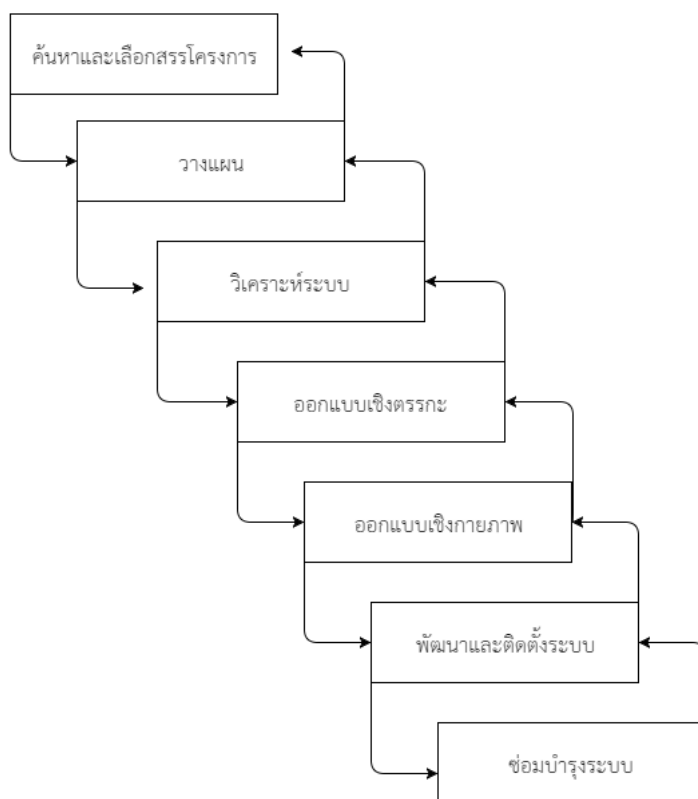 ค้นหาและเลือกสรรโครงการ
วางแผน
วิเคราะห์ระบบ
ออกแบบเชิงตรรกะ
ออกแบบเชิงกายภาพ
พัฒนาและติดตั้งระบบ
ซ่อมบำรุงระบบ